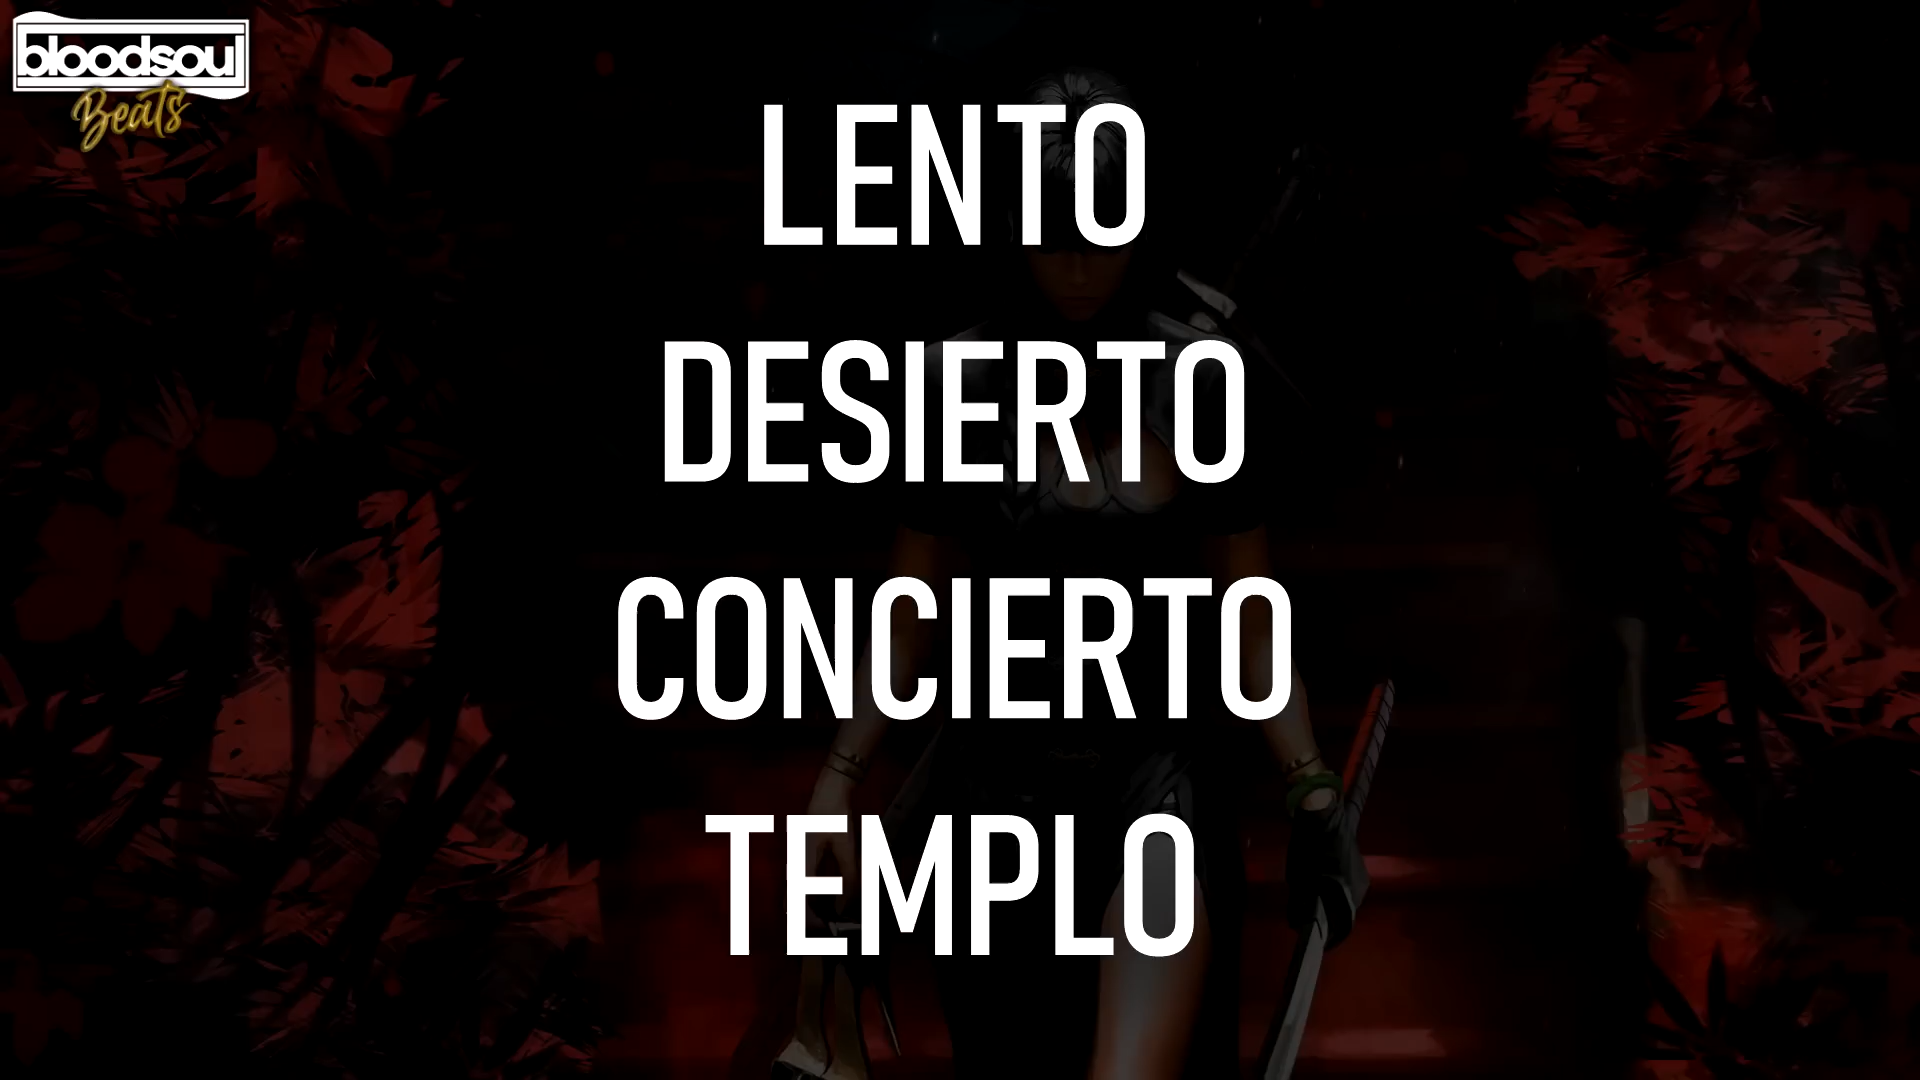 bloodsoul
Beats
LENTO
DESIERTO
CONCIERTO
TEMPLO